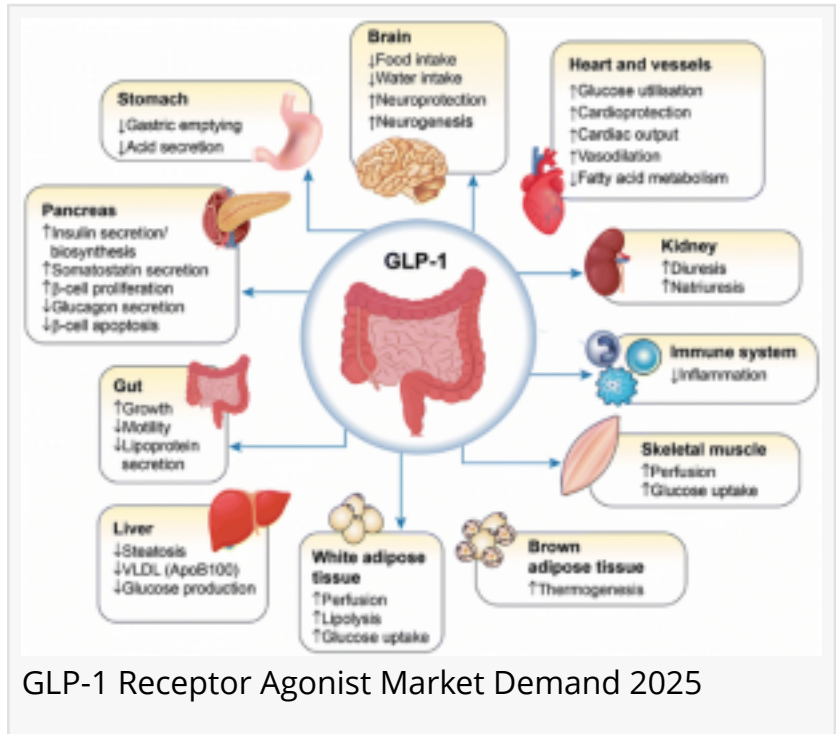 Brain
↓Food intake
↓Water intake
↑Neuroprotection
↑Neurogenesis
Heart and vessels
↑Glucose utilisation
↑Cardioprotection
↑Cardiac output
↑Vasodilation
↓Fatty acid metabolism
Stomach
↓Gastric emptying
↓Acid secretion
Pancreas
↑Insulin secretion/
biosynthesis
↑Somatostatin secretion
↑β-cell proliferation
↓Glucagon secretion
↓β-cell apoptosis
GLP-1
Kidney
↑Diuresis
↑Natriuresis
Immune system
↓Inflammation
Gut
↑Growth
↓Motility
↓Lipoprotein
secretion
Skeletal muscle
↑Perfusion
↑Glucose uptake
Liver
↓Steatosis
↓VLDL (ApoB100)
↓Glucose production
White adipose
tissue
↑Perfusion
↑Lipolysis
↑Glucose uptake
Brown
adipose tissue
↑Thermogenesis
GLP-1 Receptor Agonist Market Demand 2025